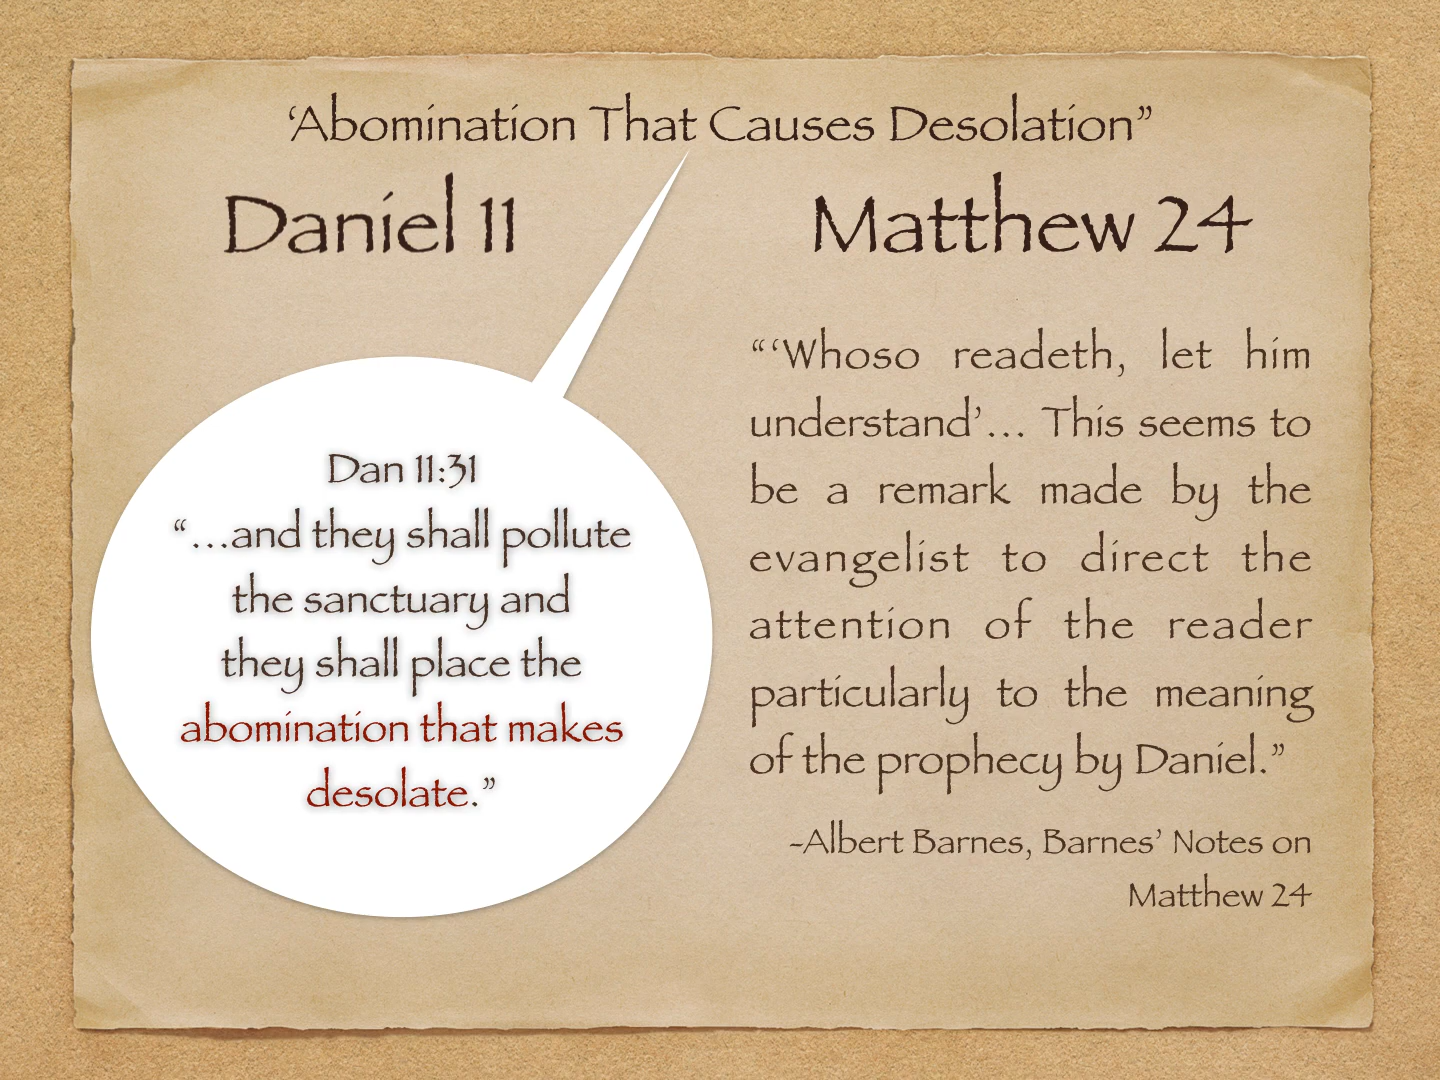 ‘Abomination That Causes Desolation”
Daniel 11
Matthew 24
Dan 11:31
“…and they shall pollute
the sanctuary and
they shall place the
abomination that makes
desolate.”
“‘Whoso readeth, let him
understand’… This seems to
be a remark made by the
evangelist to direct the
attention of the reader
particularly to the meaning
of the prophecy by Daniel.”
-Albert Barnes, Barnes’ Notes on
Matthew 24